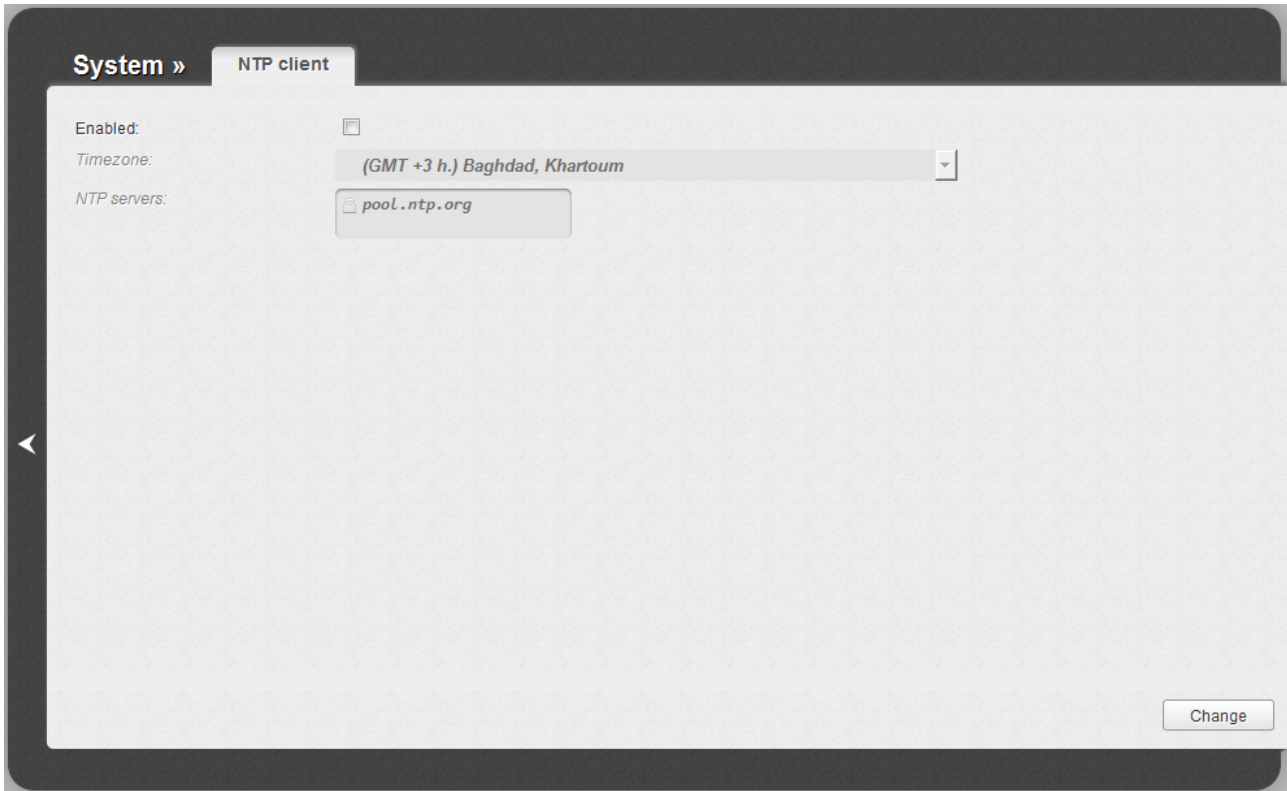 System »
NTP client
Enabled:
Timezone:
(GMT +3 h.) Baghdad, Khartoum
NTP servers:
pool.ntp.org
Change